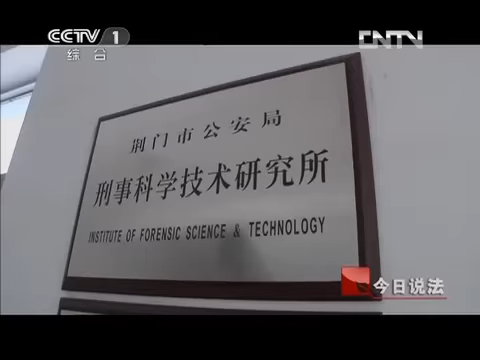 CCTV 1
综合
CNTV
荆门市公安局
刑事科学技术研究所
INSTITUTE OF FORENSIC SCIENCE & TECHNOLOGY
今日说法